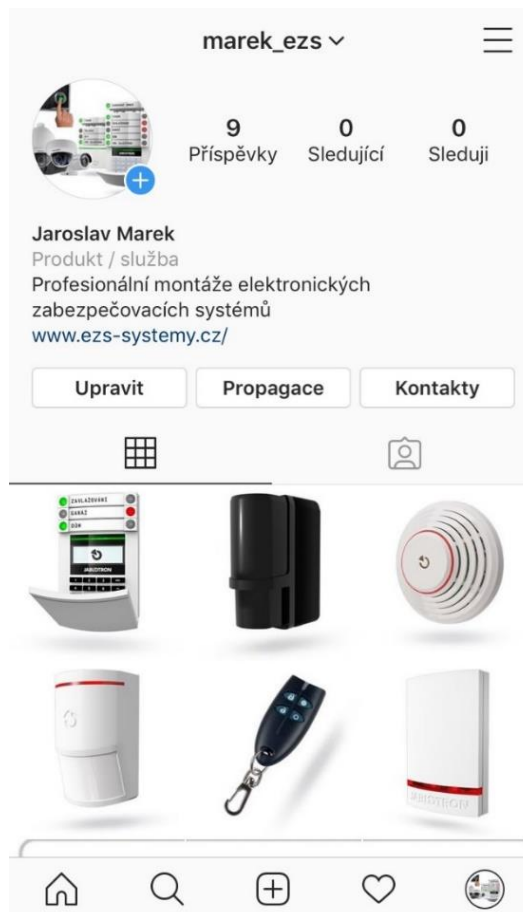 marek_ezs
9 0 0
Příspěvky Sledující Sleduji
Jaroslav Marek
Produkt / služba
Profesionální montáže elektronických
zabezpečovacích systémů
www.ezs-systemy.cz/
Upravit Propagace Kontakty
ZAVLAŽOVÁNÍ
GARÁŽ
DŮM
JABLOTRON
JABLOTRON